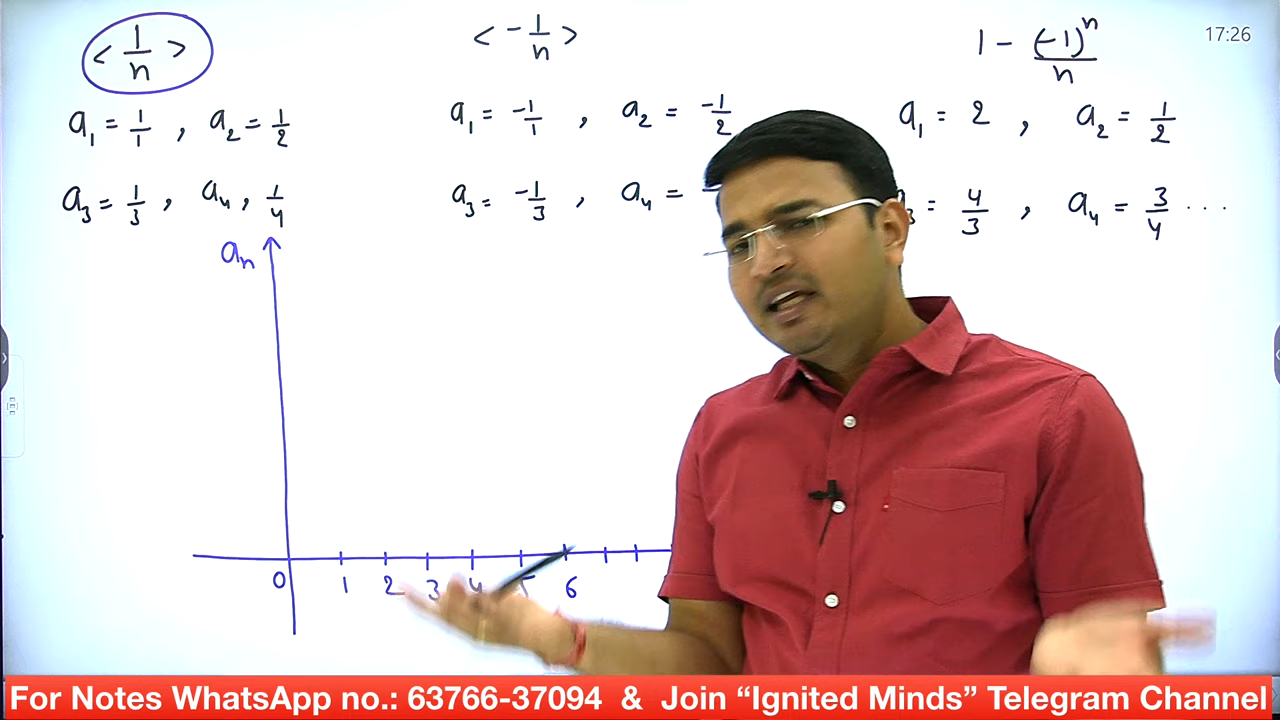 < 1/n >
< - 1/n >
1 - (-1)^n/n
17:26
a₁ = 1/1 , a₂ = 1/2
a₁ = -1/1 , a₂ = -1/2
a₁ = 2 , a₂ = 1/2
a₃ = 1/3 , a₄ , 1/4
a₃ = -1/3 , a₄ =
₃ = 4/3 , a₄ = 3/4 ...
aₙ
0 1 2 3 4 5 6
For Notes WhatsApp no.: 63766-37094 & Join “Ignited Minds” Telegram Channel